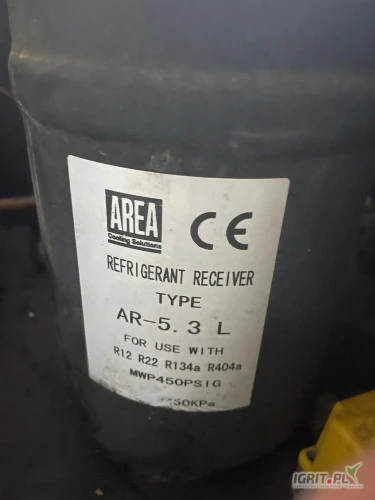 AREA
Cooling Solutions
CE
REFRIGERANT RECEIVER
TYPE
AR-5.3 L
FOR USE WITH
R12 R22 R134a R404a
MWP450PSIG
50KPa
IGRIT.PL